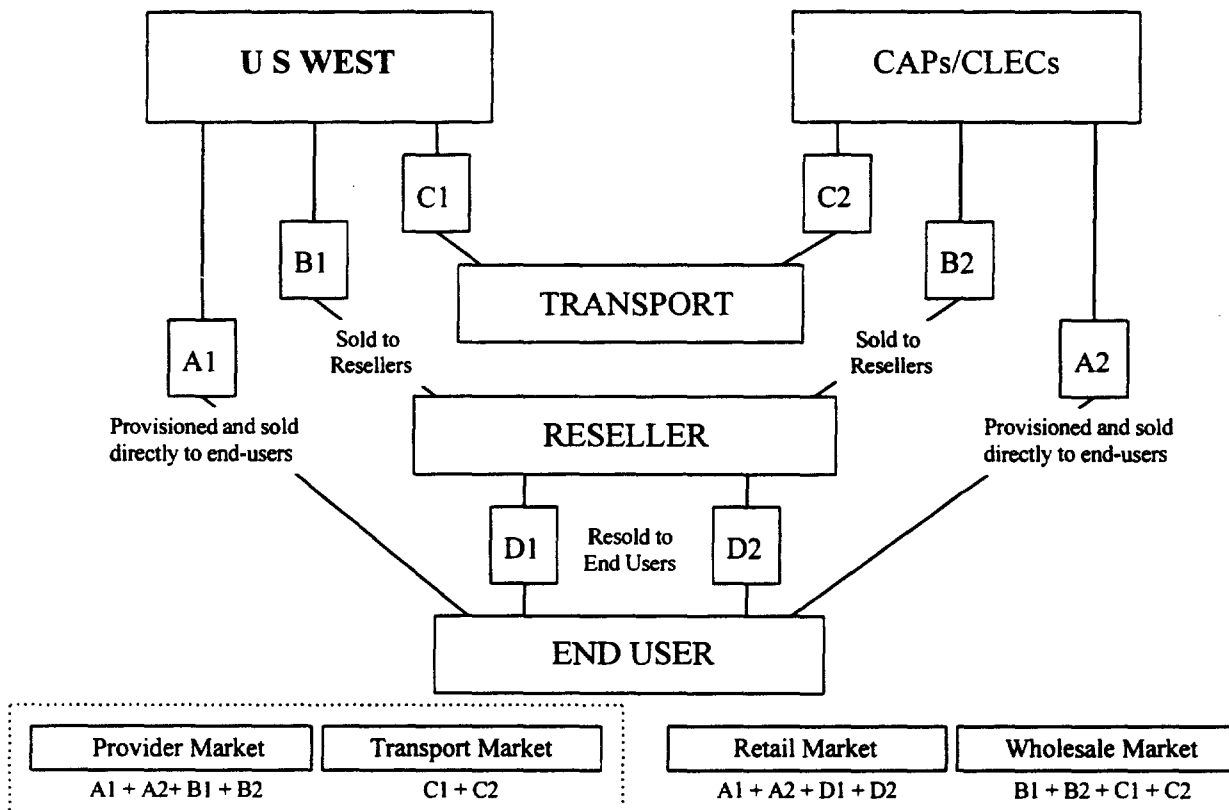 U S WEST
CAPs/CLECs
C1
C2
B1
B2
TRANSPORT
Sold to
Resellers
Sold to
Resellers
A1
A2
Provisioned and sold
directly to end-users
RESELLER
Provisioned and sold
directly to end-users
D1
Resold to
End Users
D2
END USER
Provider Market
Transport Market
Retail Market
Wholesale Market
A1 + A2+ B1 + B2
C1 + C2
A1 + A2 + D1 + D2
B1 + B2 + C1 + C2